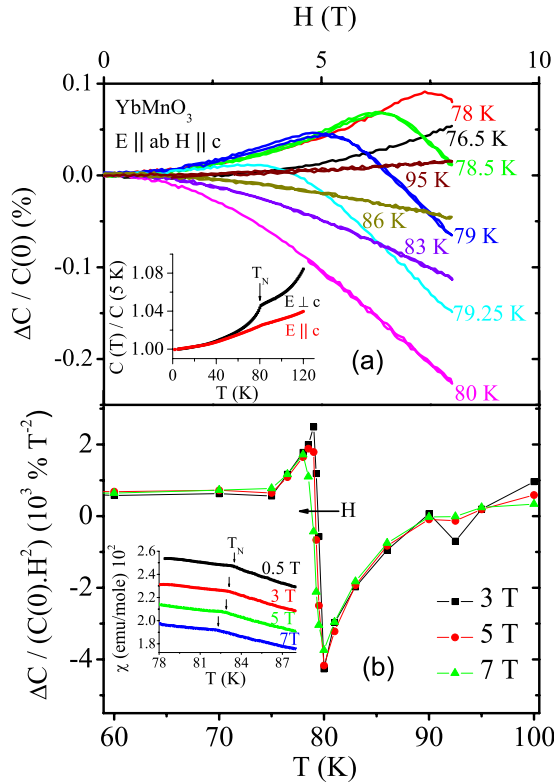 H (T)
0 5 10
YbMnO3
E || ab H || c
ΔC / C(0) (%)
0.1
0.0
-0.1
-0.2
78 K
76.5 K
78.5 K
95 K
86 K
79 K
83 K
79.25 K
80 K
(a)
C (T) / C (5 K)
1.08
1.04
1.00
TN
E ⊥ c
E || c
0 40 80 120
T (K)
ΔC / (C(0).H²) (10³ % T⁻²)
2
0
-2
-4
H
3 T
5 T
7 T
(b)
χ (emu/mole) 10²
2.6
2.4
2.2
2.0
1.8
TN
0.5 T
3 T
5 T
7T
78 82 86
T (K)
60 70 80 90 100
T (K)